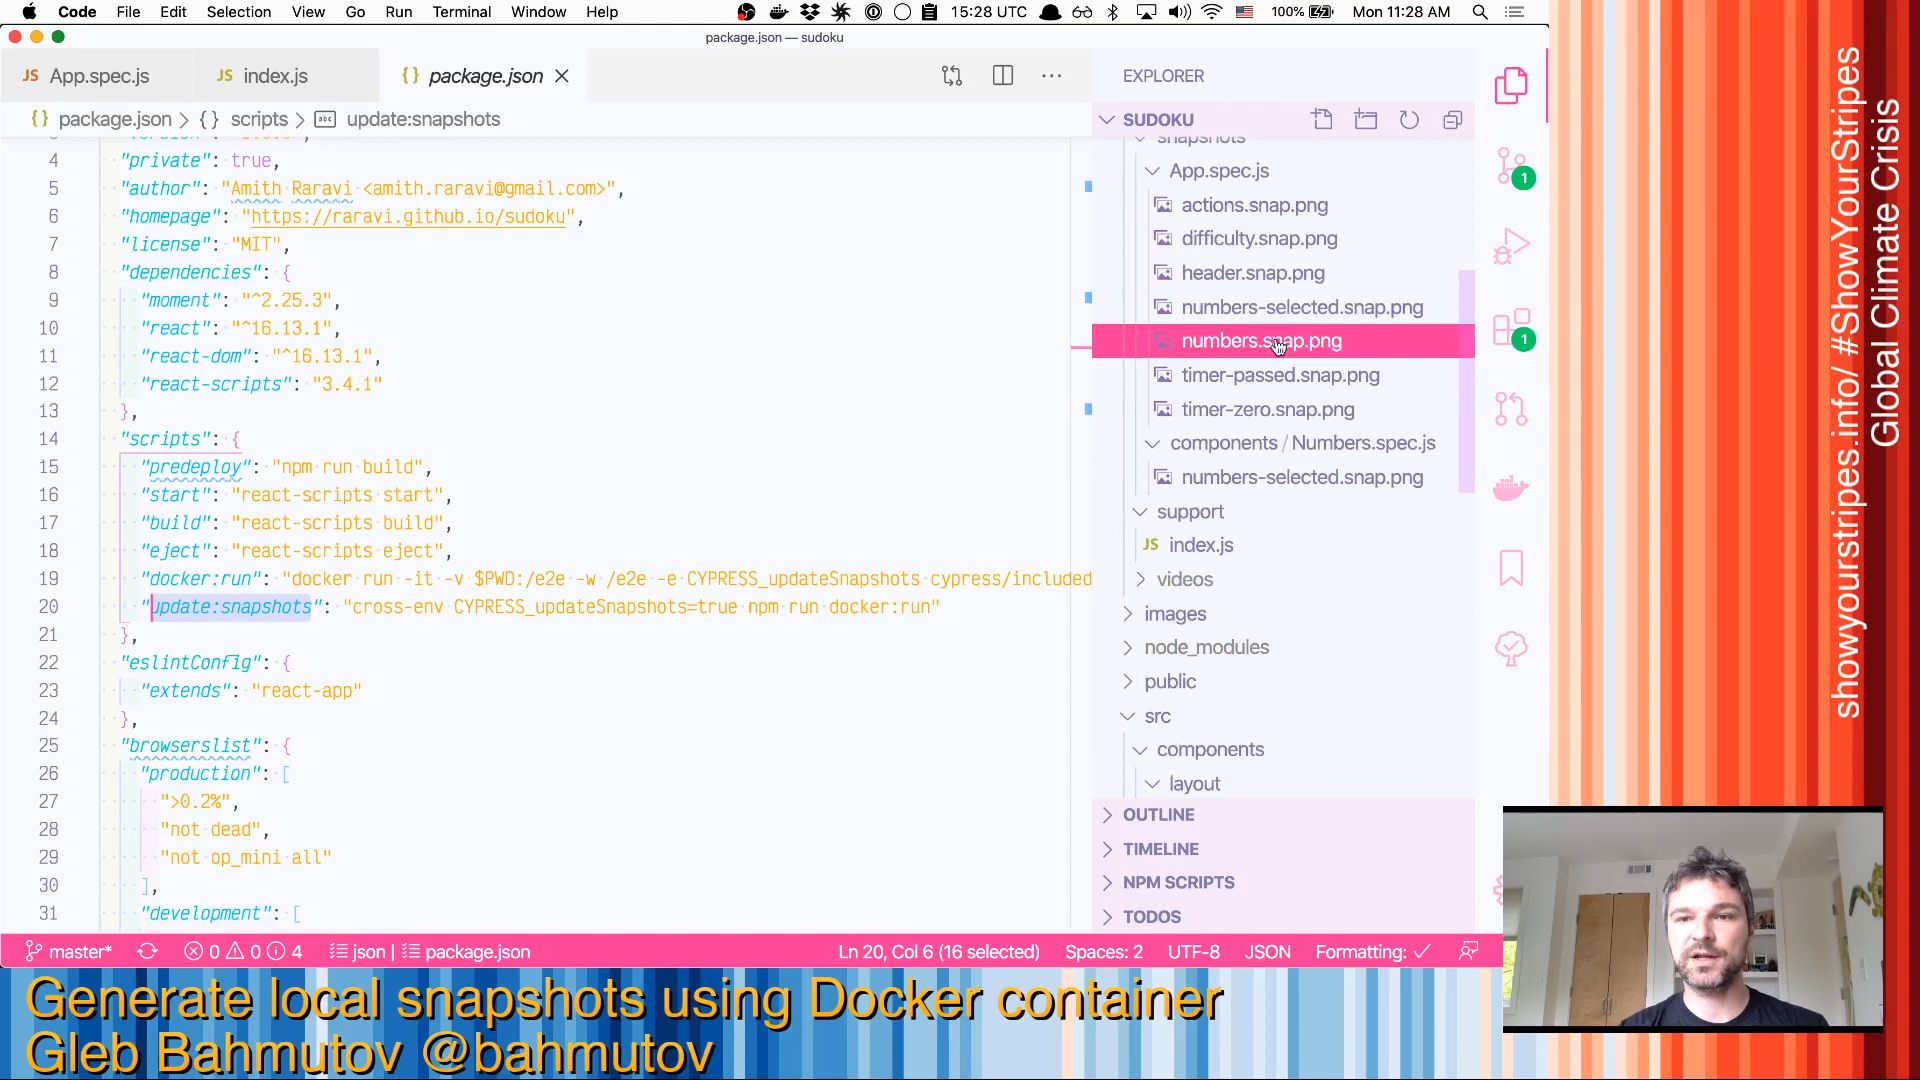 Code File Edit Selection View Go Run Terminal Window Help
15:28 UTC 100% Mon 11:28 AM
package.json — sudoku
JS App.spec.js
JS index.js
{} package.json
{} package.json > {} scripts > abc update:snapshots
4 "private": true,
5 "author": "Amith Raravi <amith.raravi@gmail.com>",
6 "homepage": "https://raravi.github.io/sudoku",
7 "license": "MIT",
8 "dependencies": {
9 "moment": "^2.25.3",
10 "react": "^16.13.1",
11 "react-dom": "^16.13.1",
12 "react-scripts": "3.4.1"
13 },
14 "scripts": {
15 "predeploy": "npm run build",
16 "start": "react-scripts start",
17 "build": "react-scripts build",
18 "eject": "react-scripts eject",
19 "docker:run": "docker run -it -v $PWD:/e2e -w /e2e -e CYPRESS_updateSnapshots cypress/included
20 "update:snapshots": "cross-env CYPRESS_updateSnapshots=true npm run docker:run"
21 },
22 "eslintConfig": {
23 "extends": "react-app"
24 },
25 "browserslist": {
26 "production": [
27 ">0.2%",
28 "not dead",
29 "not op_mini all"
30 ],
31 "development": [
EXPLORER
SUDOKU
snapshots
App.spec.js
actions.snap.png
difficulty.snap.png
header.snap.png
numbers-selected.snap.png
numbers.snap.png
timer-passed.snap.png
timer-zero.snap.png
components / Numbers.spec.js
numbers-selected.snap.png
support
JS index.js
videos
images
node_modules
public
src
components
layout
OUTLINE
TIMELINE
NPM SCRIPTS
TODOS
1
1
master* 0 0 4 json | package.json Ln 20, Col 6 (16 selected) Spaces: 2 UTF-8 JSON Formatting: ✓
showyourstripes.info/ #ShowYourStripes
Global Climate Crisis
Generate local snapshots using Docker container
Gleb Bahmutov @bahmutov